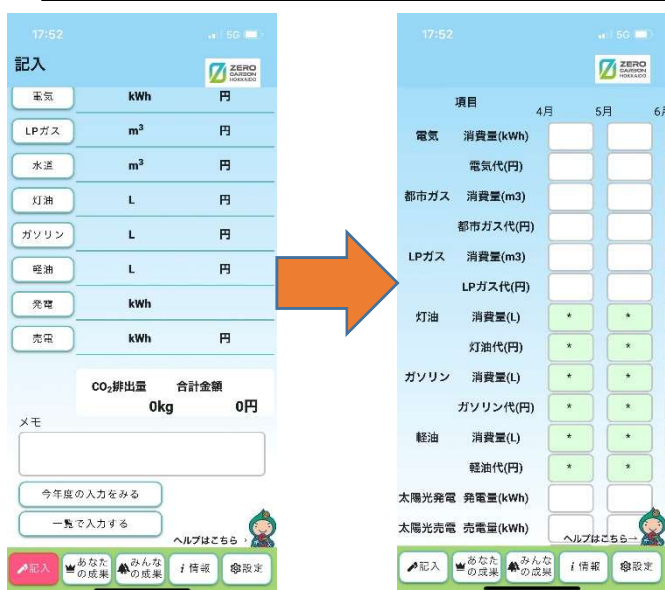 17:52
5G
記入
ZERO
CARBON
HOKKAIDO
電気 kWh 円
LPガス m³ 円
水道 m³ 円
灯油 L 円
ガソリン L 円
軽油 L 円
発電 kWh
売電 kWh 円
CO₂排出量 合計金額
0kg 0円
メモ
今年度の入力をみる
一覧で入力する
ヘルプはこちら
記入
あなた
の成果
みんな
の成果
i 情報
設定
17:52
5G
ZERO
CARBON
HOKKAIDO
項目 4月 5月 6月
電気 消費量(kWh)
電気代(円)
都市ガス 消費量(m3)
都市ガス代(円)
LPガス 消費量(m3)
LPガス代(円)
灯油 消費量(L) * *
灯油代(円) * *
ガソリン 消費量(L) * *
ガソリン代(円) * *
軽油 消費量(L) * *
軽油代(円) * *
太陽光発電 発電量(kWh)
太陽光売電 売電量(kWh)
ヘルプはこちら→
記入
あなた
の成果
みんな
の成果
i 情報
設定